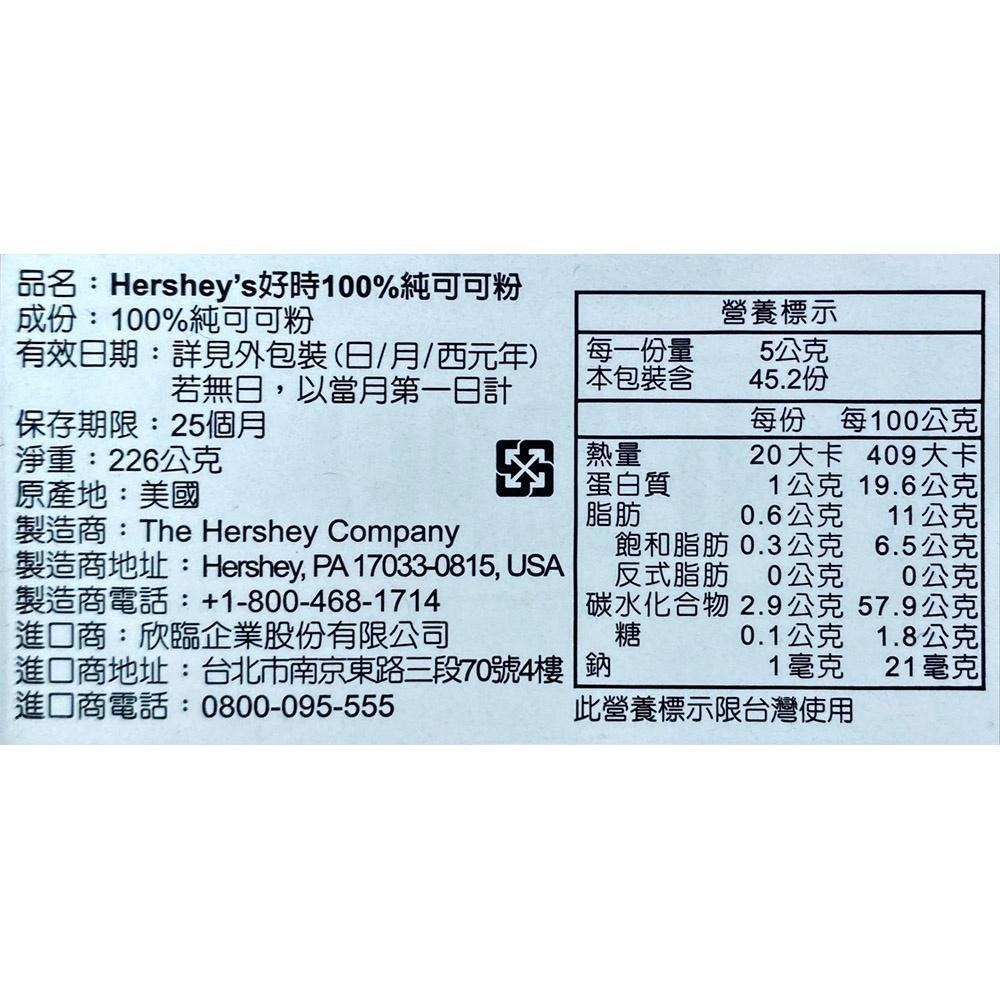 品名：Hershey's好時100%純可可粉
成份：100%純可可粉
有效日期：詳見外包裝(日/月/西元年)
若無日，以當月第一日計
保存期限：25個月
淨重：226公克
原產地：美國
製造商：The Hershey Company
製造商地址：Hershey, PA 17033-0815, USA
製造商電話：+1-800-468-1714
進口商：欣臨企業股份有限公司
進口商地址：台北市南京東路三段70號4樓
進口商電話：0800-095-555
營養標示
每一份量 5公克
本包裝含 45.2份
每份 每100公克
熱量 20大卡 409大卡
蛋白質 1公克 19.6公克
脂肪 0.6公克 11公克
飽和脂肪 0.3公克 6.5公克
反式脂肪 0公克 0公克
碳水化合物 2.9公克 57.9公克
糖 0.1公克 1.8公克
鈉 1毫克 21毫克
此營養標示限台灣使用